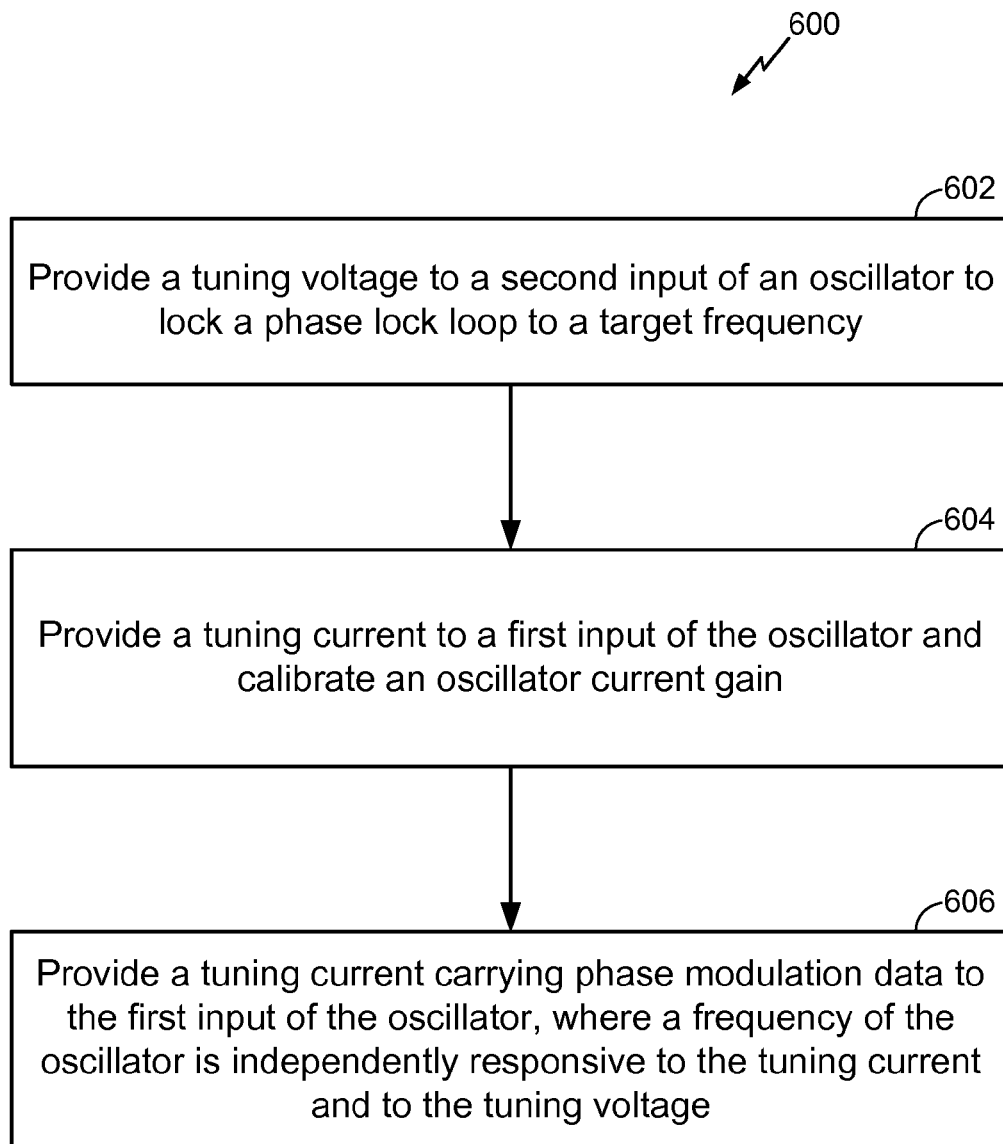 600
602
Provide a tuning voltage to a second input of an oscillator to
lock a phase lock loop to a target frequency
604
Provide a tuning current to a first input of the oscillator and
calibrate an oscillator current gain
606
Provide a tuning current carrying phase modulation data to
the first input of the oscillator, where a frequency of the
oscillator is independently responsive to the tuning current
and to the tuning voltage